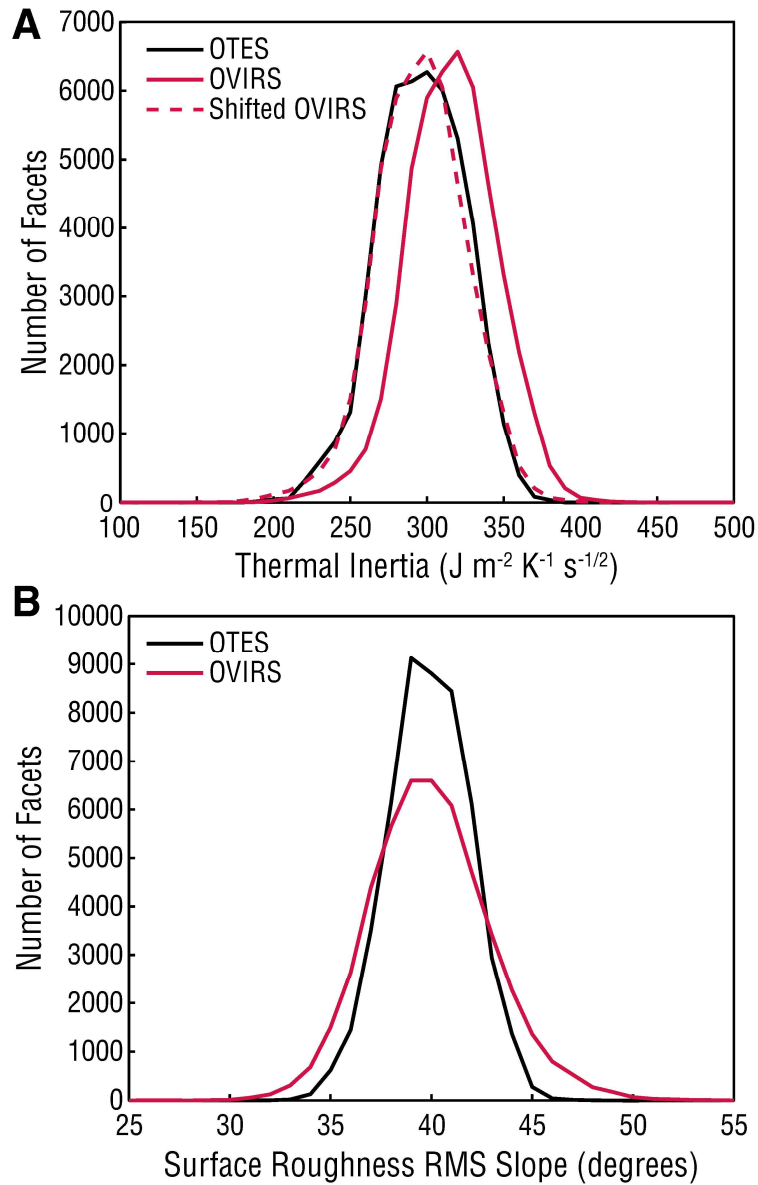 A
7000
6000
5000
4000
3000
2000
1000
0
Number of Facets
OTES
OVIRS
Shifted OVIRS
100 150 200 250 300 350 400 450 500
Thermal Inertia (J m-2 K-1 s-1/2)
B
10000
9000
8000
7000
6000
5000
4000
3000
2000
1000
0
Number of Facets
OTES
OVIRS
25 30 35 40 45 50 55
Surface Roughness RMS Slope (degrees)